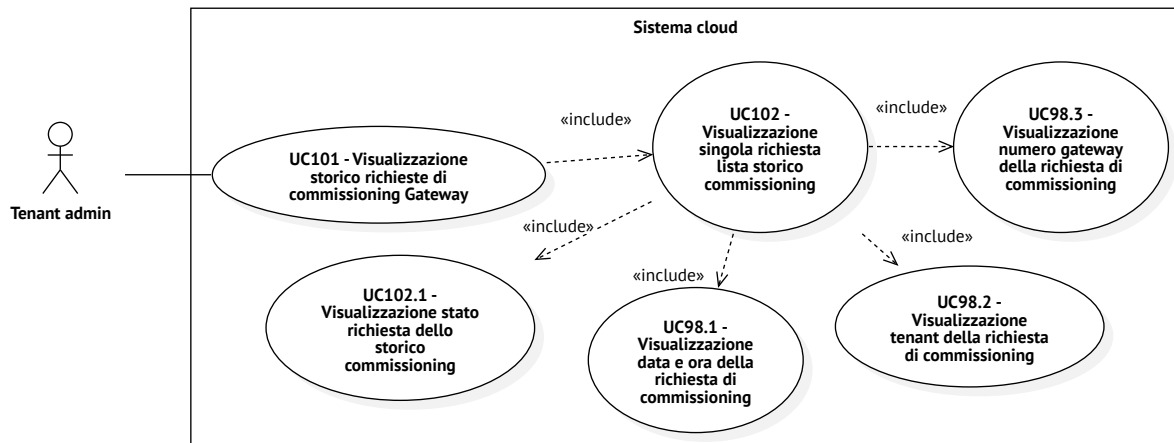 Sistema cloud
Tenant admin
UC101 - Visualizzazione
storico richieste di
commissioning Gateway
«include»
UC102 -
Visualizzazione
singola richiesta
lista storico
commissioning
«include»
UC98.3 -
Visualizzazione
numero gateway
della richiesta di
commissioning
«include»
«include»
«include»
UC102.1 -
Visualizzazione stato
richiesta dello
storico
commissioning
UC98.1 -
Visualizzazione
data e ora della
richiesta di
commissioning
UC98.2 -
Visualizzazione
tenant della richiesta
di commissioning